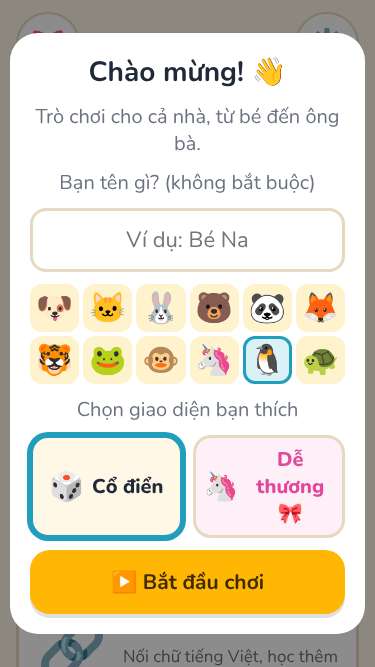 Chào mừng! 👋
Trò chơi cho cả nhà, từ bé đến ông
bà.
Bạn tên gì? (không bắt buộc)
Ví dụ: Bé Na
Chọn giao diện bạn thích
Cổ điển
Dễ
thương
🎀
Bắt đầu chơi
Nối chữ tiếng Việt, học thêm